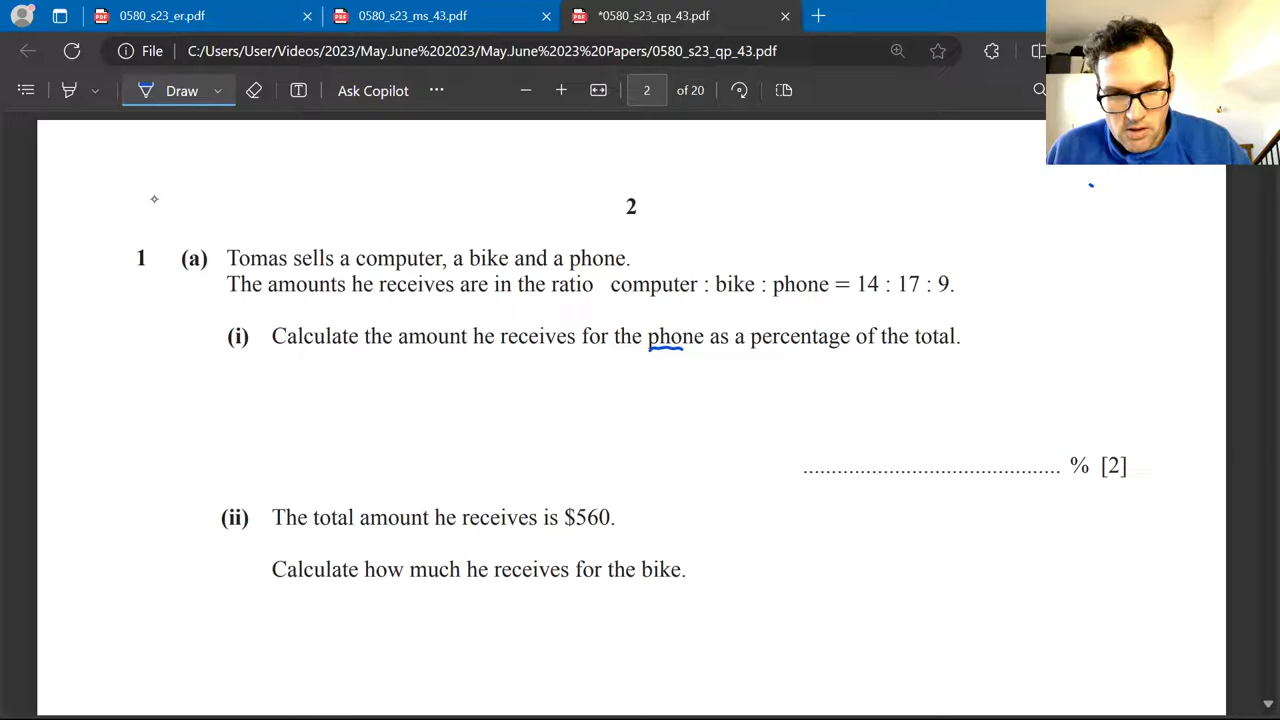 0580_s23_er.pdf
0580_s23_ms_43.pdf
*0580_s23_qp_43.pdf
File C:/Users/User/Videos/2023/May.June%202023/May.June%2023%20Papers/0580_s23_qp_43.pdf
Draw
Ask Copilot
2 of 20
2
1 (a) Tomas sells a computer, a bike and a phone.
The amounts he receives are in the ratio computer : bike : phone = 14 : 17 : 9.
(i) Calculate the amount he receives for the phone as a percentage of the total.
............................................ % [2]
(ii) The total amount he receives is $560.
Calculate how much he receives for the bike.